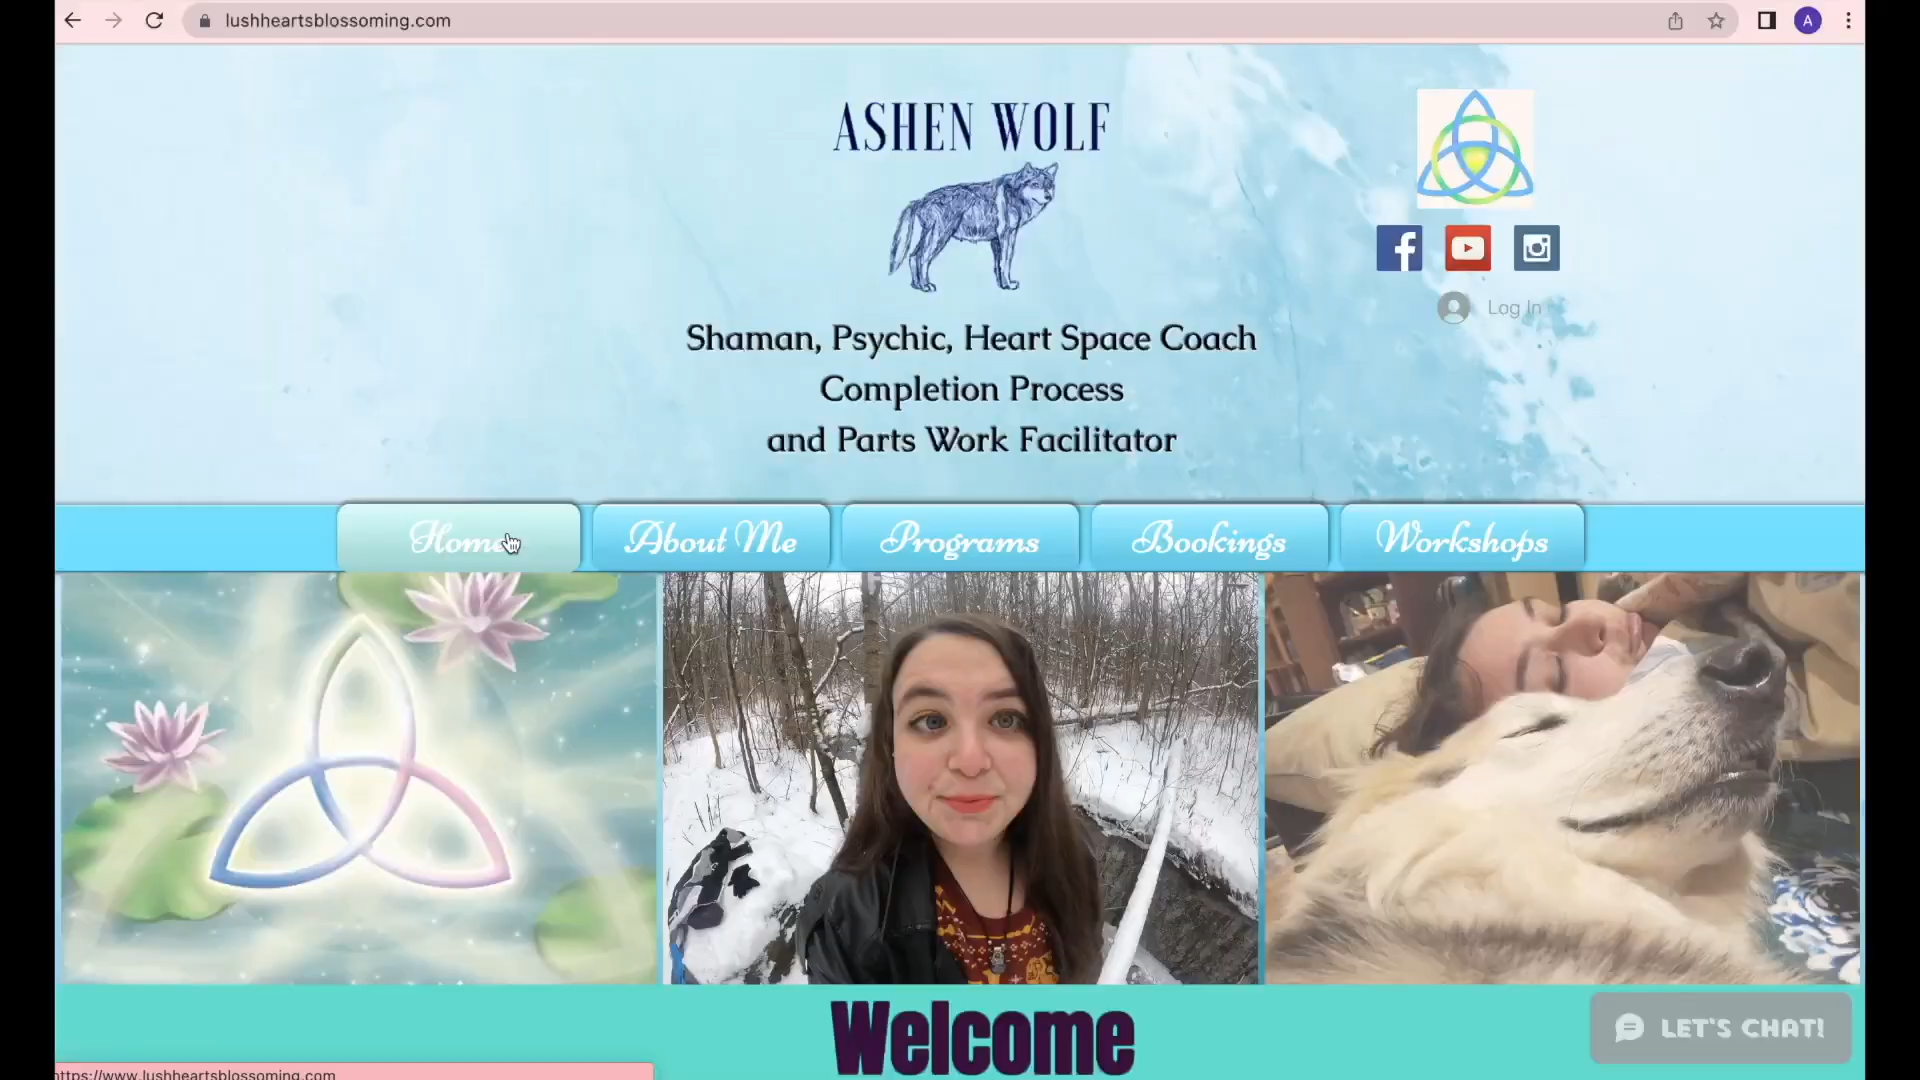 lushheartsblossoming.com
A
ASHEN WOLF
Log In
Shaman, Psychic, Heart Space Coach
Completion Process
and Parts Work Facilitator
Home
About Me
Programs
Bookings
Workshops
Welcome
LET'S CHAT!
https://www.lushheartsblossoming.com